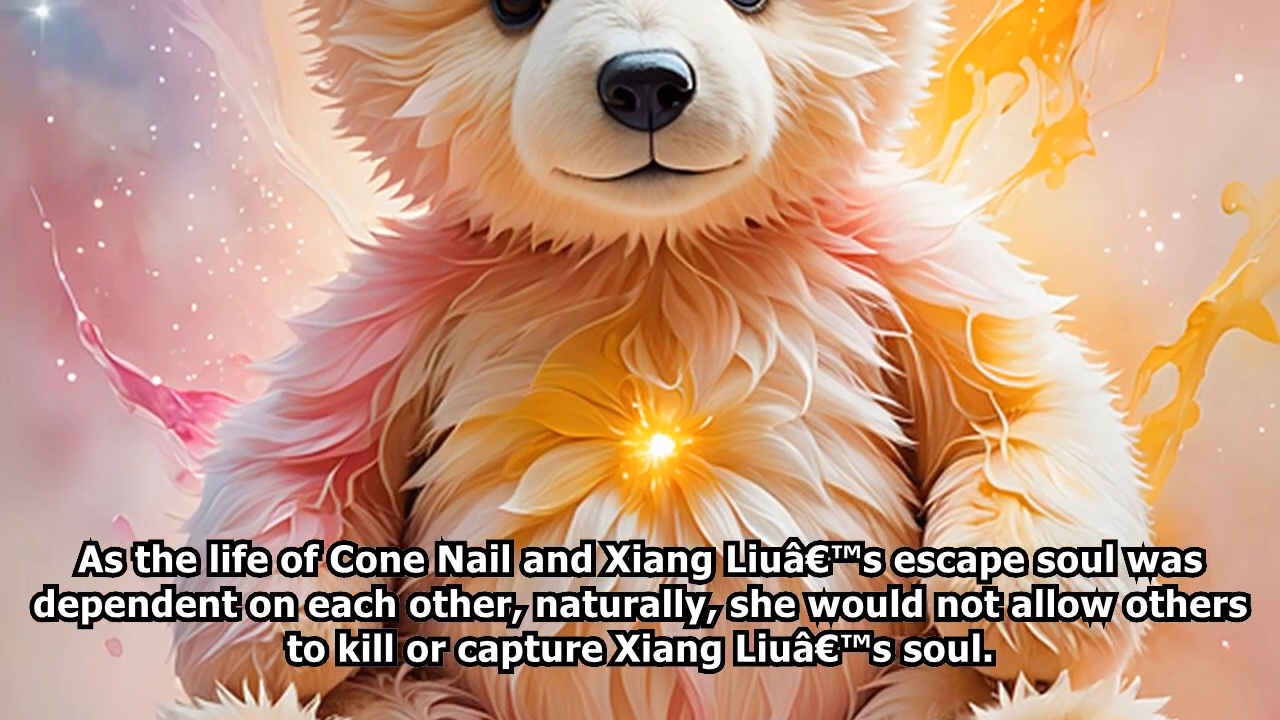 As the life of Cone Nail and Xiang Liuâ€™s escape soul was
dependent on each other, naturally, she would not allow others
to kill or capture Xiang Liuâ€™s soul.